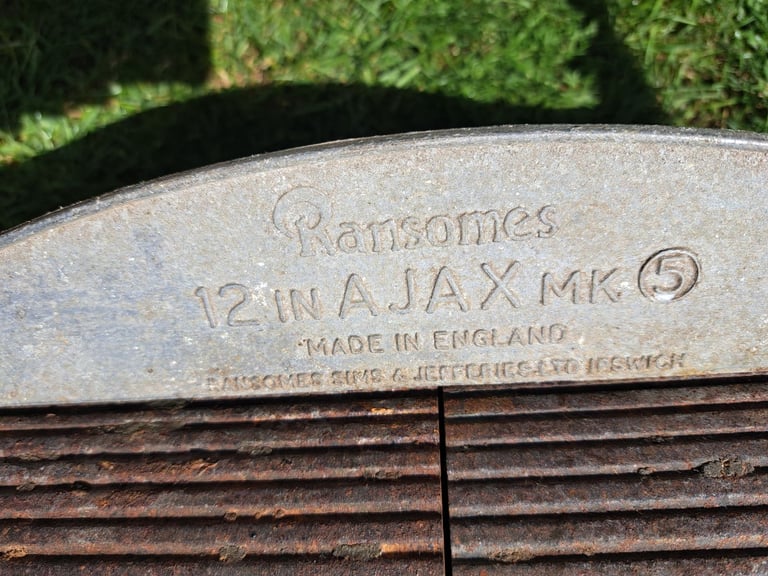 Ransomes
12 IN AJAX MK 5
MADE IN ENGLAND
RANSOMES SIMS & JEFFERIES LTD IPSWICH